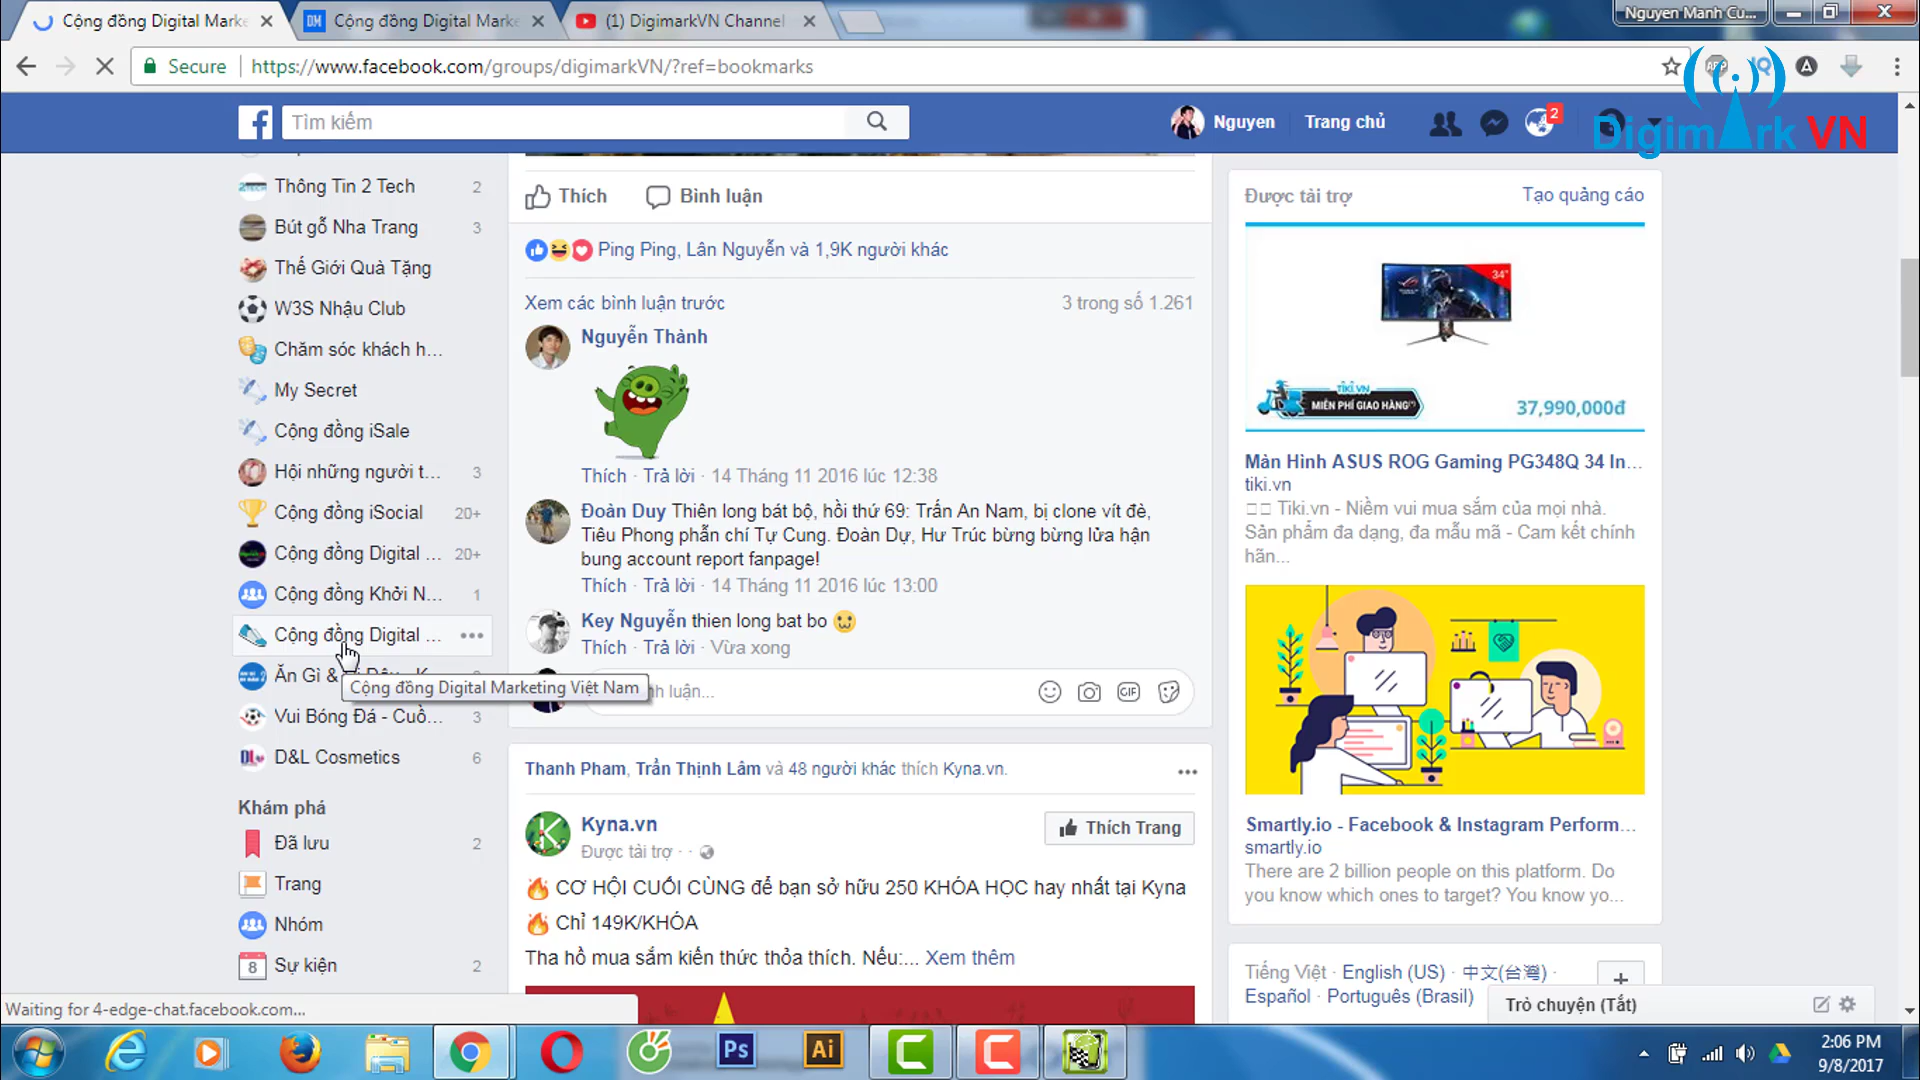 Cộng đồng Digital Marke
Cộng đồng Digital Marke
(1) DigimarkVN Channel
Nguyen Manh Cu...
Secure
https://www.facebook.com/groups/digimarkVN/?ref=bookmarks
Tìm kiếm
Nguyen
Trang chủ
2
Digimark VN
Thông Tin 2 Tech 2
Bút gỗ Nha Trang 3
Thế Giới Quà Tặng
W3S Nhậu Club
Chăm sóc khách h...
My Secret
Cộng đồng iSale
Hội những người t... 3
Cộng đồng iSocial 20+
Cộng đồng Digital ... 20+
Cộng đồng Khởi N... 1
Cộng đồng Digital ...
Ăn Gì &
Cộng đồng Digital Marketing Việt Nam
Vui Bóng Đá - Cuồ... 3
D&L Cosmetics 6
Khám phá
Đã lưu 2
Trang
Nhóm
Sự kiện 2
8
Waiting for 4-edge-chat.facebook.com...
Thích Bình luận
Ping Ping, Lân Nguyễn và 1,9K người khác
Xem các bình luận trước 3 trong số 1.261
Nguyễn Thành
Thích · Trả lời · 14 Tháng 11 2016 lúc 12:38
Đoàn Duy Thiên long bát bộ, hồi thứ 69: Trấn An Nam, bị clone vít đè,
Tiêu Phong phẫn chí Tự Cung. Đoàn Dự, Hư Trúc bừng bừng lửa hận
bung account report fanpage!
Thích · Trả lời · 14 Tháng 11 2016 lúc 13:00
Key Nguyễn thien long bat bo
Thích · Trả lời · Vừa xong
nh luận...
GIF
Thanh Pham, Trần Thịnh Lâm và 48 người khác thích Kyna.vn.
Kyna.vn
Được tài trợ · ·
Thích Trang
CƠ HỘI CUỐI CÙNG để bạn sở hữu 250 KHÓA HỌC hay nhất tại Kyna
Chỉ 149K/KHÓA
Tha hồ mua sắm kiến thức thỏa thích. Nếu:... Xem thêm
Được tài trợ Tạo quảng cáo
34"
TIKI.VN
MIỄN PHÍ GIAO HÀNG(*)
37,990,000đ
Màn Hình ASUS ROG Gaming PG348Q 34 In...
tiki.vn
Tiki.vn - Niềm vui mua sắm của mọi nhà.
Sản phẩm đa dạng, đa mẫu mã - Cam kết chính
hãn...
Smartly.io - Facebook & Instagram Perform...
smartly.io
There are 2 billion people on this platform. Do
you know which ones to target? You know yo...
Tiếng Việt · English (US) · 中文(台灣) ·
Español · Português (Brasil)
Trò chuyện (Tắt)
Ps
Ai
2:06 PM
9/8/2017